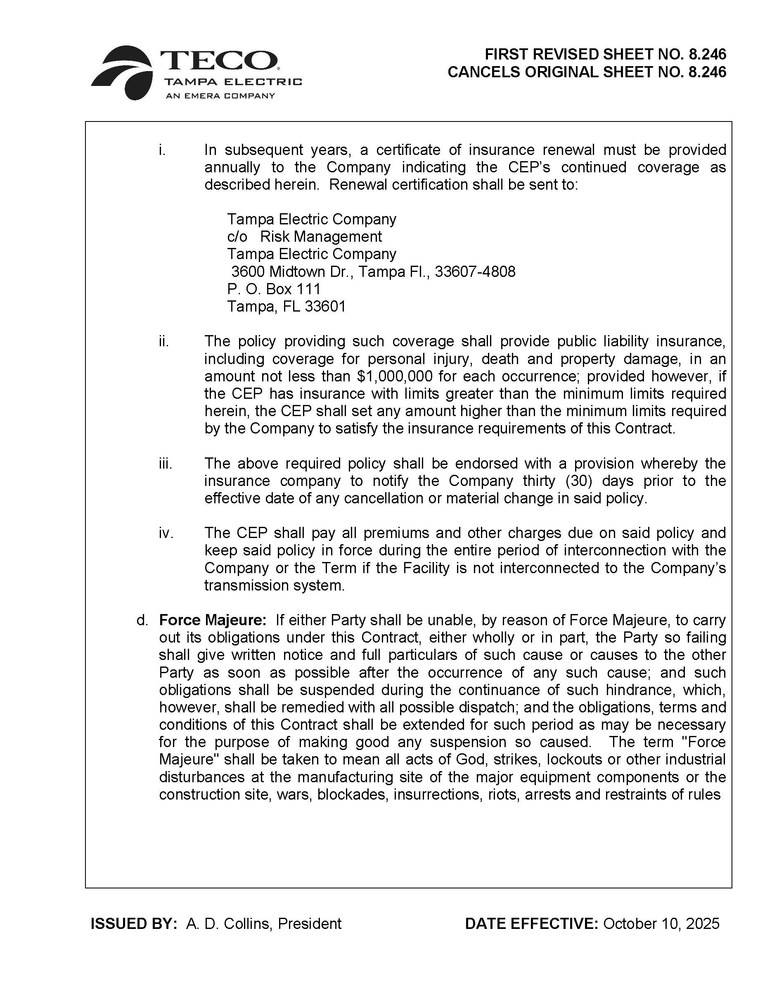 TECO®
TAMPA ELECTRIC
AN EMERA COMPANY
FIRST REVISED SHEET NO. 8.246
CANCELS ORIGINAL SHEET NO. 8.246
i. In subsequent years, a certificate of insurance renewal must be provided
annually to the Company indicating the CEP’s continued coverage as
described herein.  Renewal certification shall be sent to:
Tampa Electric Company
c/o   Risk Management
Tampa Electric Company
3600 Midtown Dr., Tampa Fl., 33607-4808
P. O. Box 111
Tampa, FL 33601
ii. The policy providing such coverage shall provide public liability insurance,
including coverage for personal injury, death and property damage, in an
amount not less than $1,000,000 for each occurrence; provided however, if
the CEP has insurance with limits greater than the minimum limits required
herein, the CEP shall set any amount higher than the minimum limits required
by the Company to satisfy the insurance requirements of this Contract.
iii. The above required policy shall be endorsed with a provision whereby the
insurance company to notify the Company thirty (30) days prior to the
effective date of any cancellation or material change in said policy.
iv. The CEP shall pay all premiums and other charges due on said policy and
keep said policy in force during the entire period of interconnection with the
Company or the Term if the Facility is not interconnected to the Company’s
transmission system.
d. Force Majeure:  If either Party shall be unable, by reason of Force Majeure, to carry
out its obligations under this Contract, either wholly or in part, the Party so failing
shall give written notice and full particulars of such cause or causes to the other
Party as soon as possible after the occurrence of any such cause; and such
obligations shall be suspended during the continuance of such hindrance, which,
however, shall be remedied with all possible dispatch; and the obligations, terms and
conditions of this Contract shall be extended for such period as may be necessary
for the purpose of making good any suspension so caused.  The term "Force
Majeure" shall be taken to mean all acts of God, strikes, lockouts or other industrial
disturbances at the manufacturing site of the major equipment components or the
construction site, wars, blockades, insurrections, riots, arrests and restraints of rules
ISSUED BY:  A. D. Collins, President
DATE EFFECTIVE: October 10, 2025